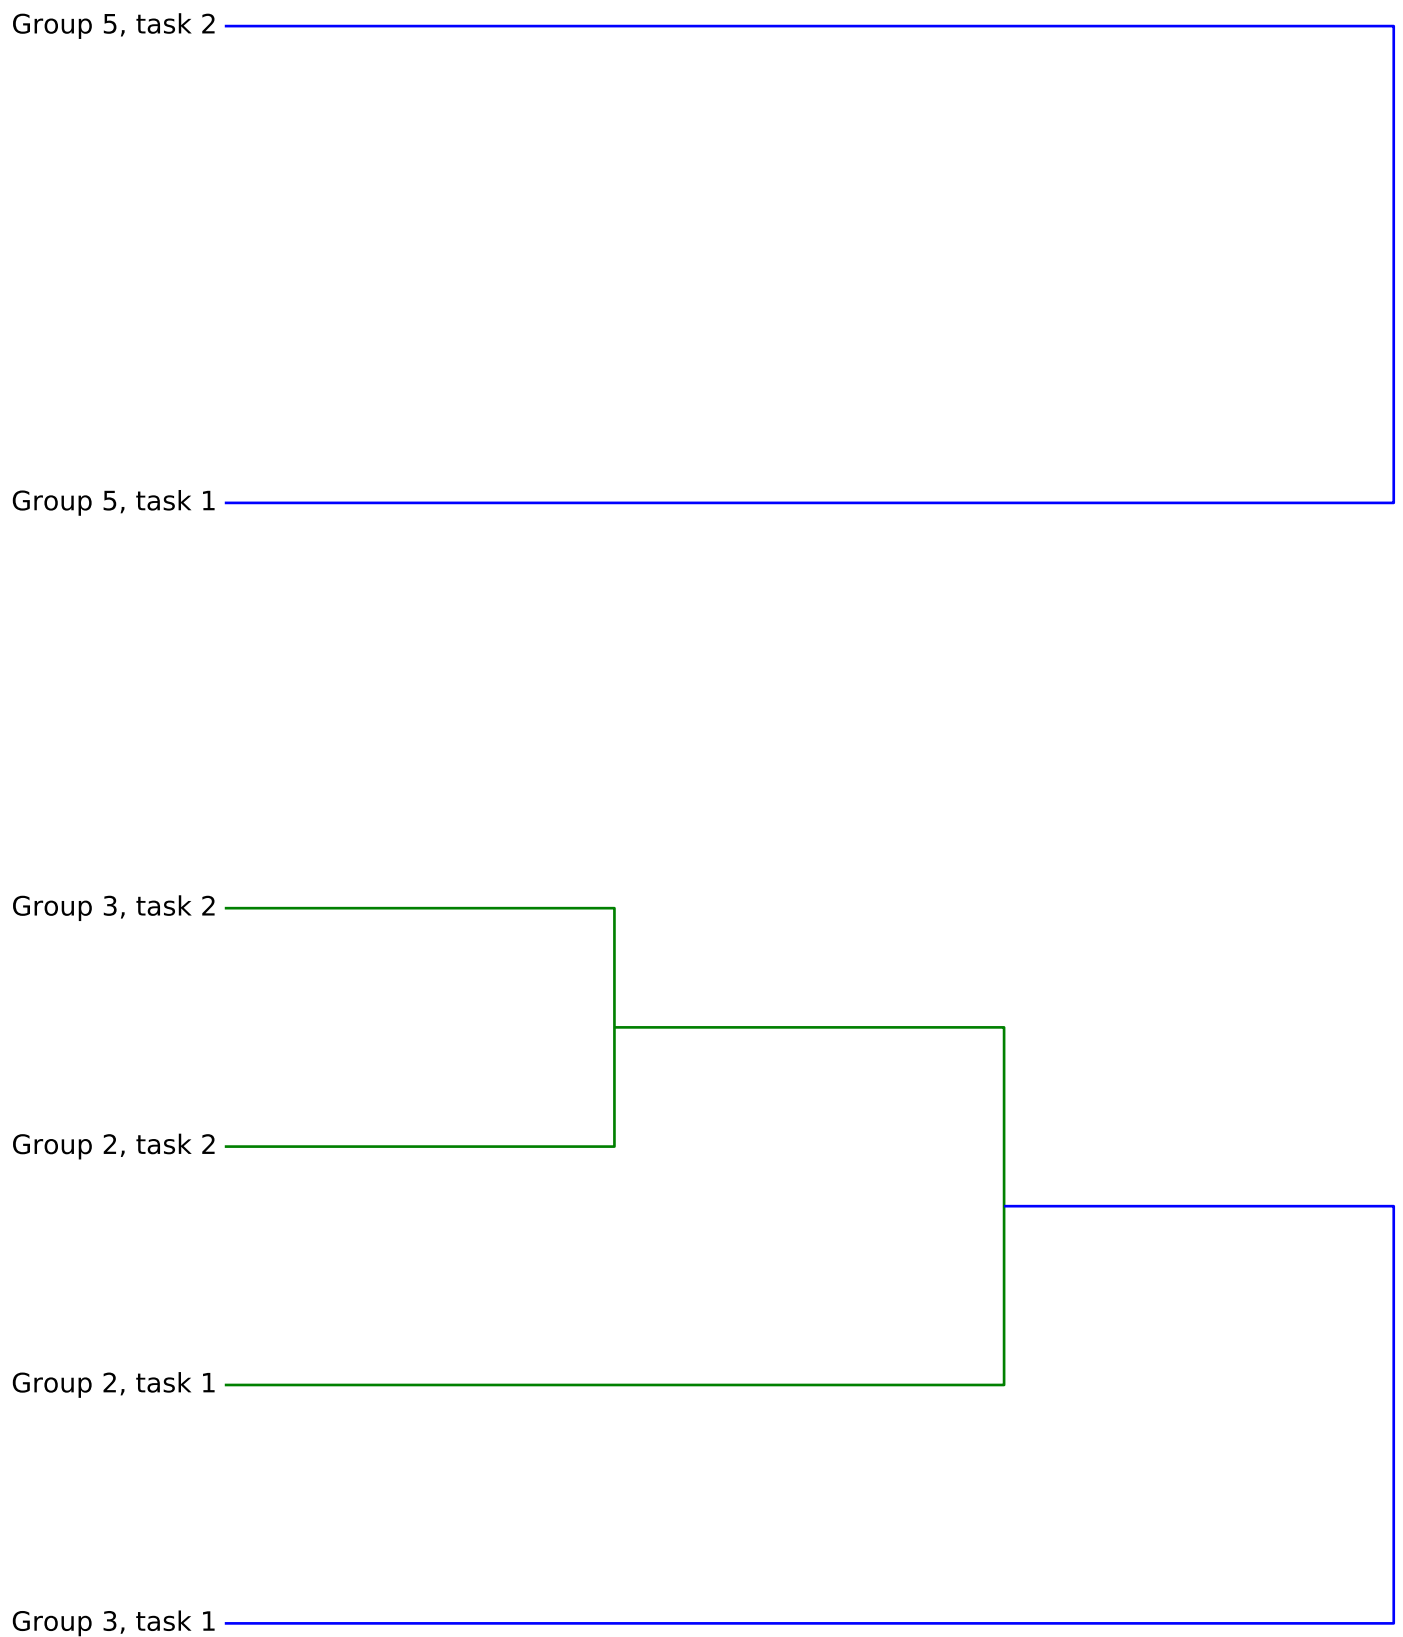 Group 5, task 2
Group 5, task 1
Group 3, task 2
Group 2, task 2
Group 2, task 1
Group 3, task 1